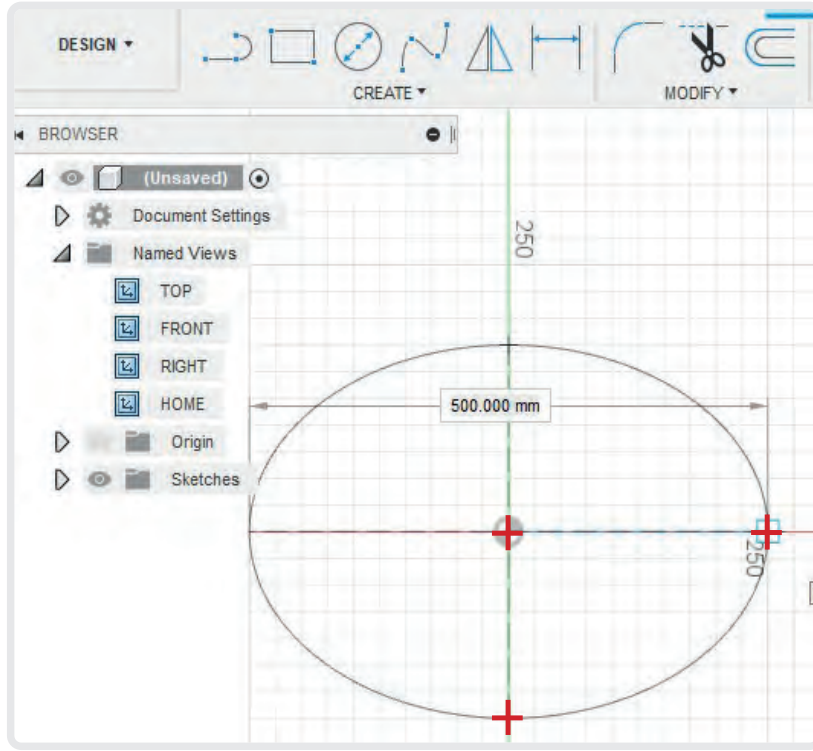 DESIGN ▾
CREATE ▾
MODIFY ▾
BROWSER
(Unsaved)
Document Settings
Named Views
TOP
FRONT
RIGHT
HOME
Origin
Sketches
250
500.000 mm
250